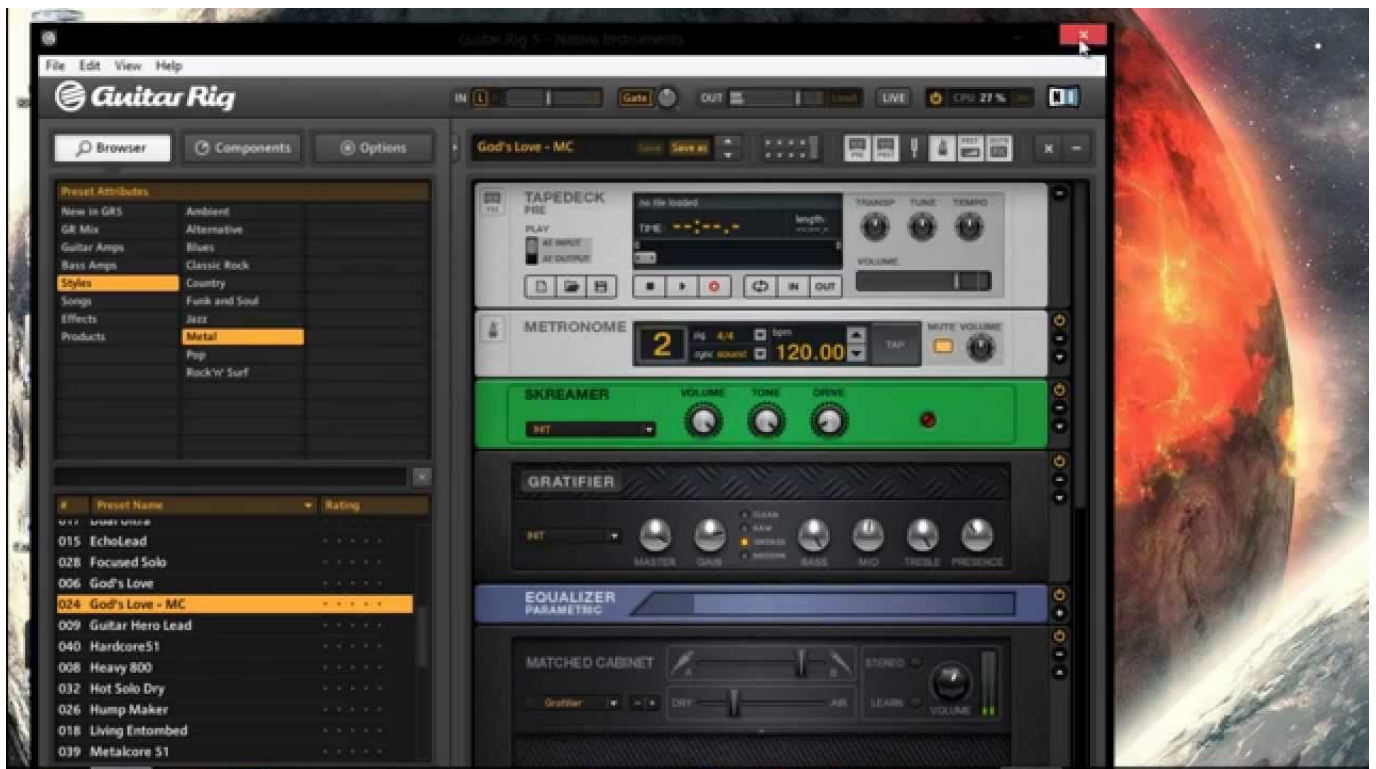 Guitar Rig 5 - Native Instruments
File Edit View Help
Guitar Rig
IN L Gate OUT Limit LIVE CPU 27 %
Browser Components Options
God's Love - MC Save Save as
Preset Attributes
New in GR5 Ambient
GR Mix Alternative
Guitar Amps Blues
Bass Amps Classic Rock
Styles Country
Songs Funk and Soul
Effects Jazz
Products Metal
Pop
Rock'n' Surf
# Preset Name Rating
015 EchoLead
028 Focused Solo
006 God's Love
024 God's Love - MC
009 Guitar Hero Lead
040 Hardcore51
008 Heavy 800
032 Hot Solo Dry
026 Hump Maker
018 Living Entombed
039 Metalcore 51
TAPEDECK
PRE
no file loaded
TRANSP TUNE TEMPO
PLAY
AT INPUT
AT OUTPUT
TIME: --:--.-
length:
VOLUME
IN OUT
METRONOME
2
sig 4/4 bpm
sync sound 120.00
TAP
MUTE VOLUME
SKREAMER
VOLUME TONE DRIVE
INIT
GRATIFIER
INIT
CLEAN
RAW
MODERN
MASTER GAIN BASS MID TREBLE PRESENCE
EQUALIZER
PARAMETRIC
MATCHED CABINET
A B
STEREO
Gratifier
DRY AIR
LEARN
VOLUME